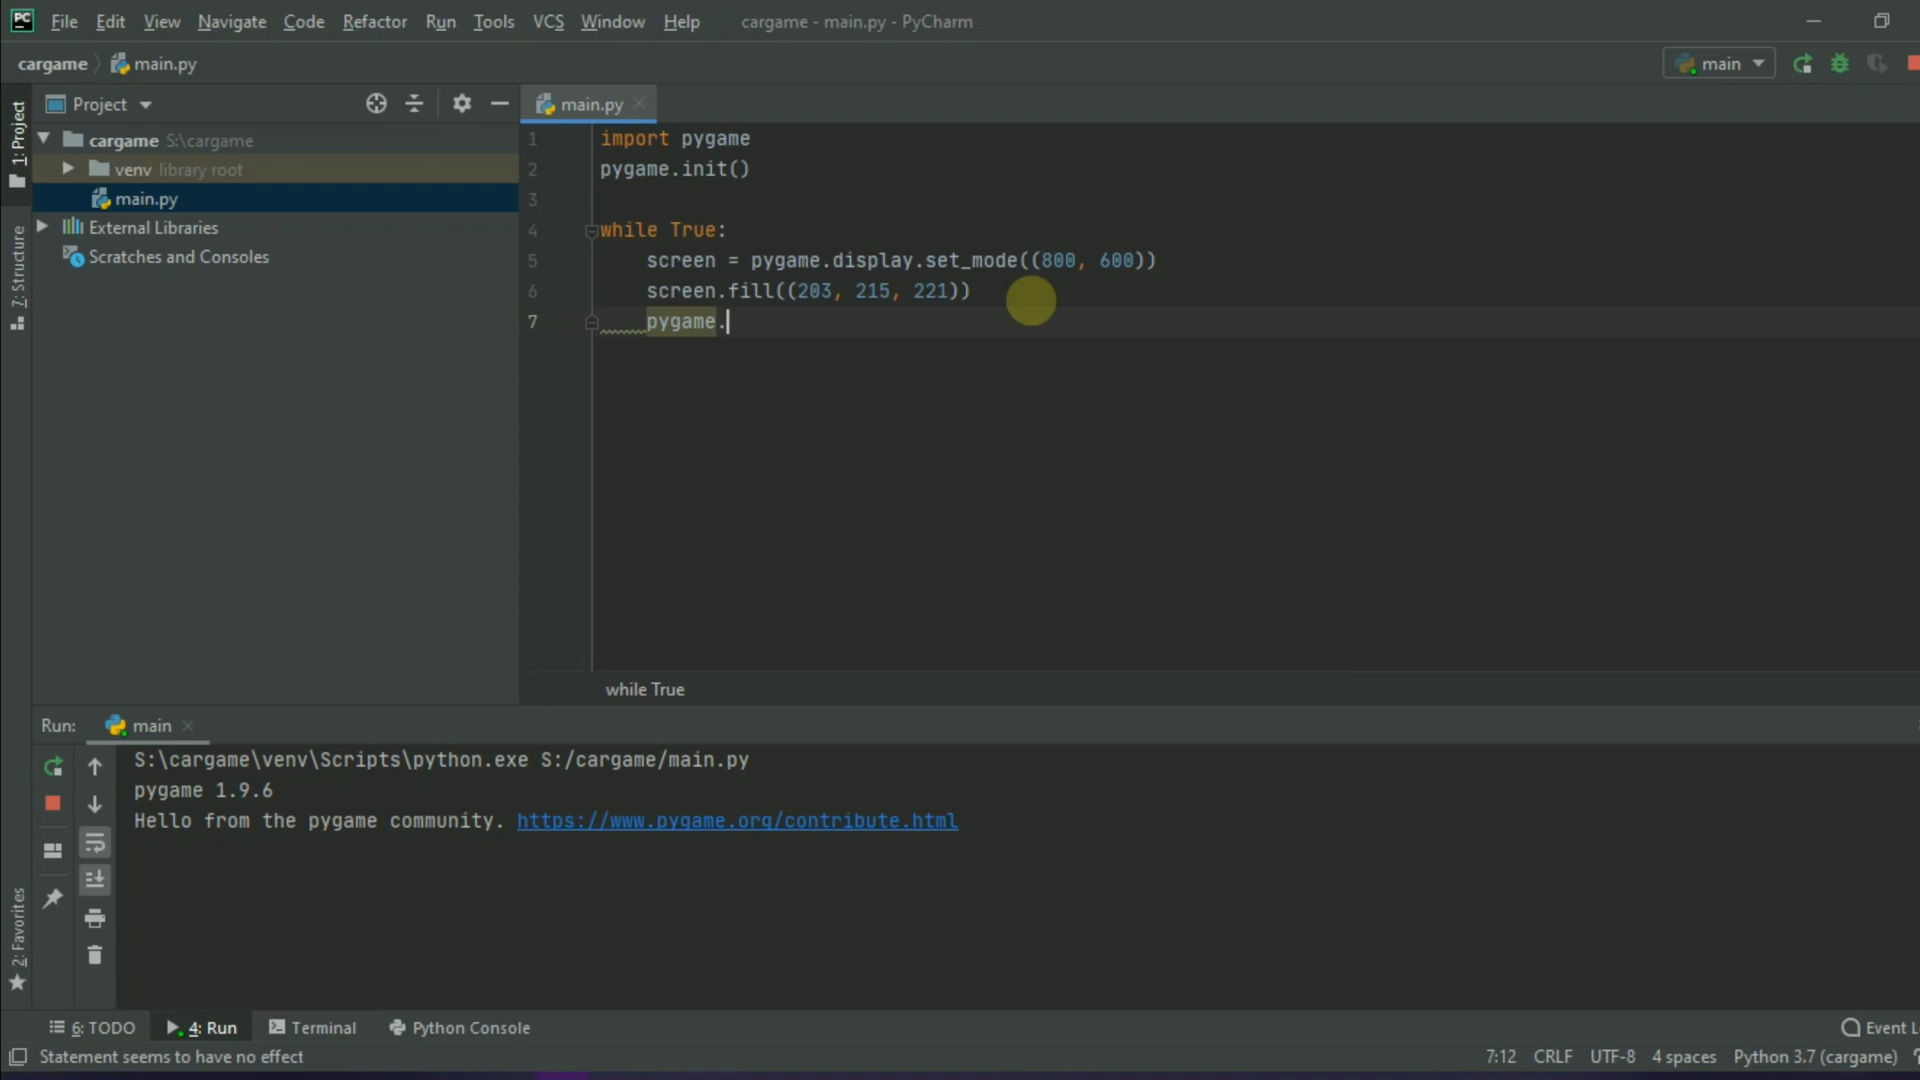 PC File Edit View Navigate Code Refactor Run Tools VCS Window Help cargame - main.py - PyCharm
cargame main.py main
1: Project
Project
main.py
cargame S:\cargame
venv library root
main.py
External Libraries
Scratches and Consoles
7: Structure
1 import pygame
2 pygame.init()
3
4 while True:
5 screen = pygame.display.set_mode((800, 600))
6 screen.fill((203, 215, 221))
7 pygame.
while True
Run: main
S:\cargame\venv\Scripts\python.exe S:/cargame/main.py
pygame 1.9.6
Hello from the pygame community. https://www.pygame.org/contribute.html
2: Favorites
6: TODO 4: Run Terminal Python Console Event L
Statement seems to have no effect 7:12 CRLF UTF-8 4 spaces Python 3.7 (cargame)